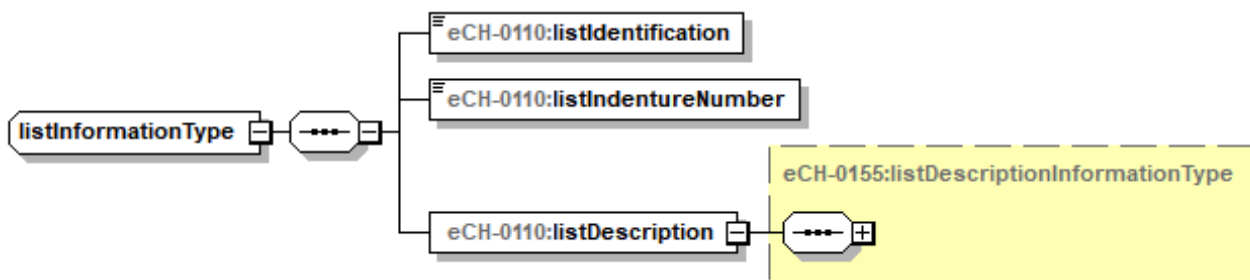 eCH-0110:listIdentification
eCH-0110:listIndentureNumber
listInformationType
eCH-0155:listDescriptionInformationType
eCH-0110:listDescription